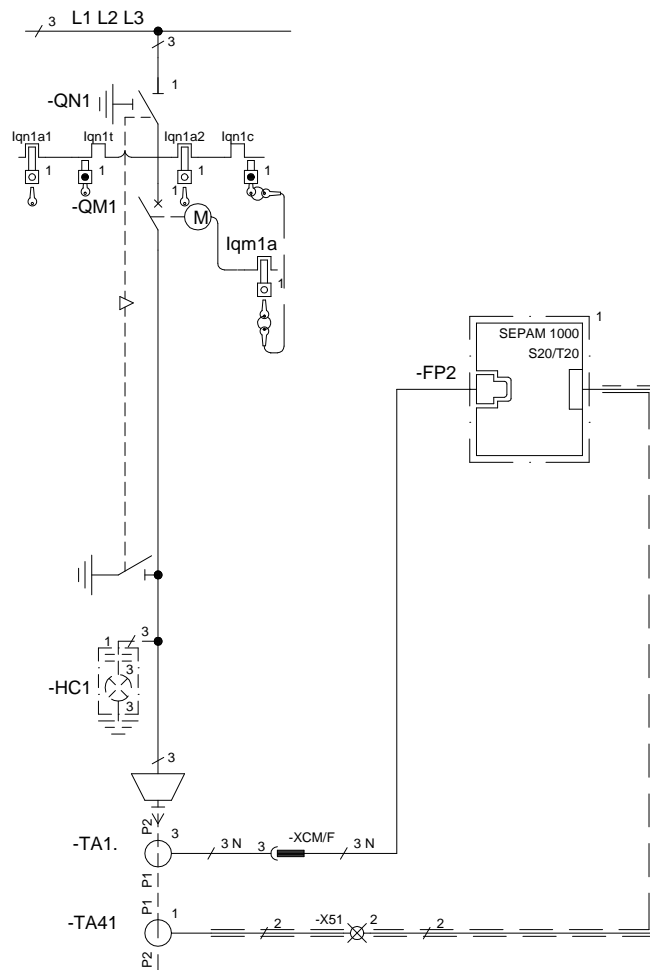 3 L1 L2 L3
3
1
-QN1
Iqn1a1 Iqn1t Iqn1a2 Iqn1c
1 1 1 1
-QM1
1
M
Iqm1a
1
1
SEPAM 1000
S20/T20
-FP2
1 3
3
-HC1
3
3
P2
3
-TA1.
3 N 3 -XCM/F 3 N
P1
P1
1
-TA41
2 -X51 2 2
P2